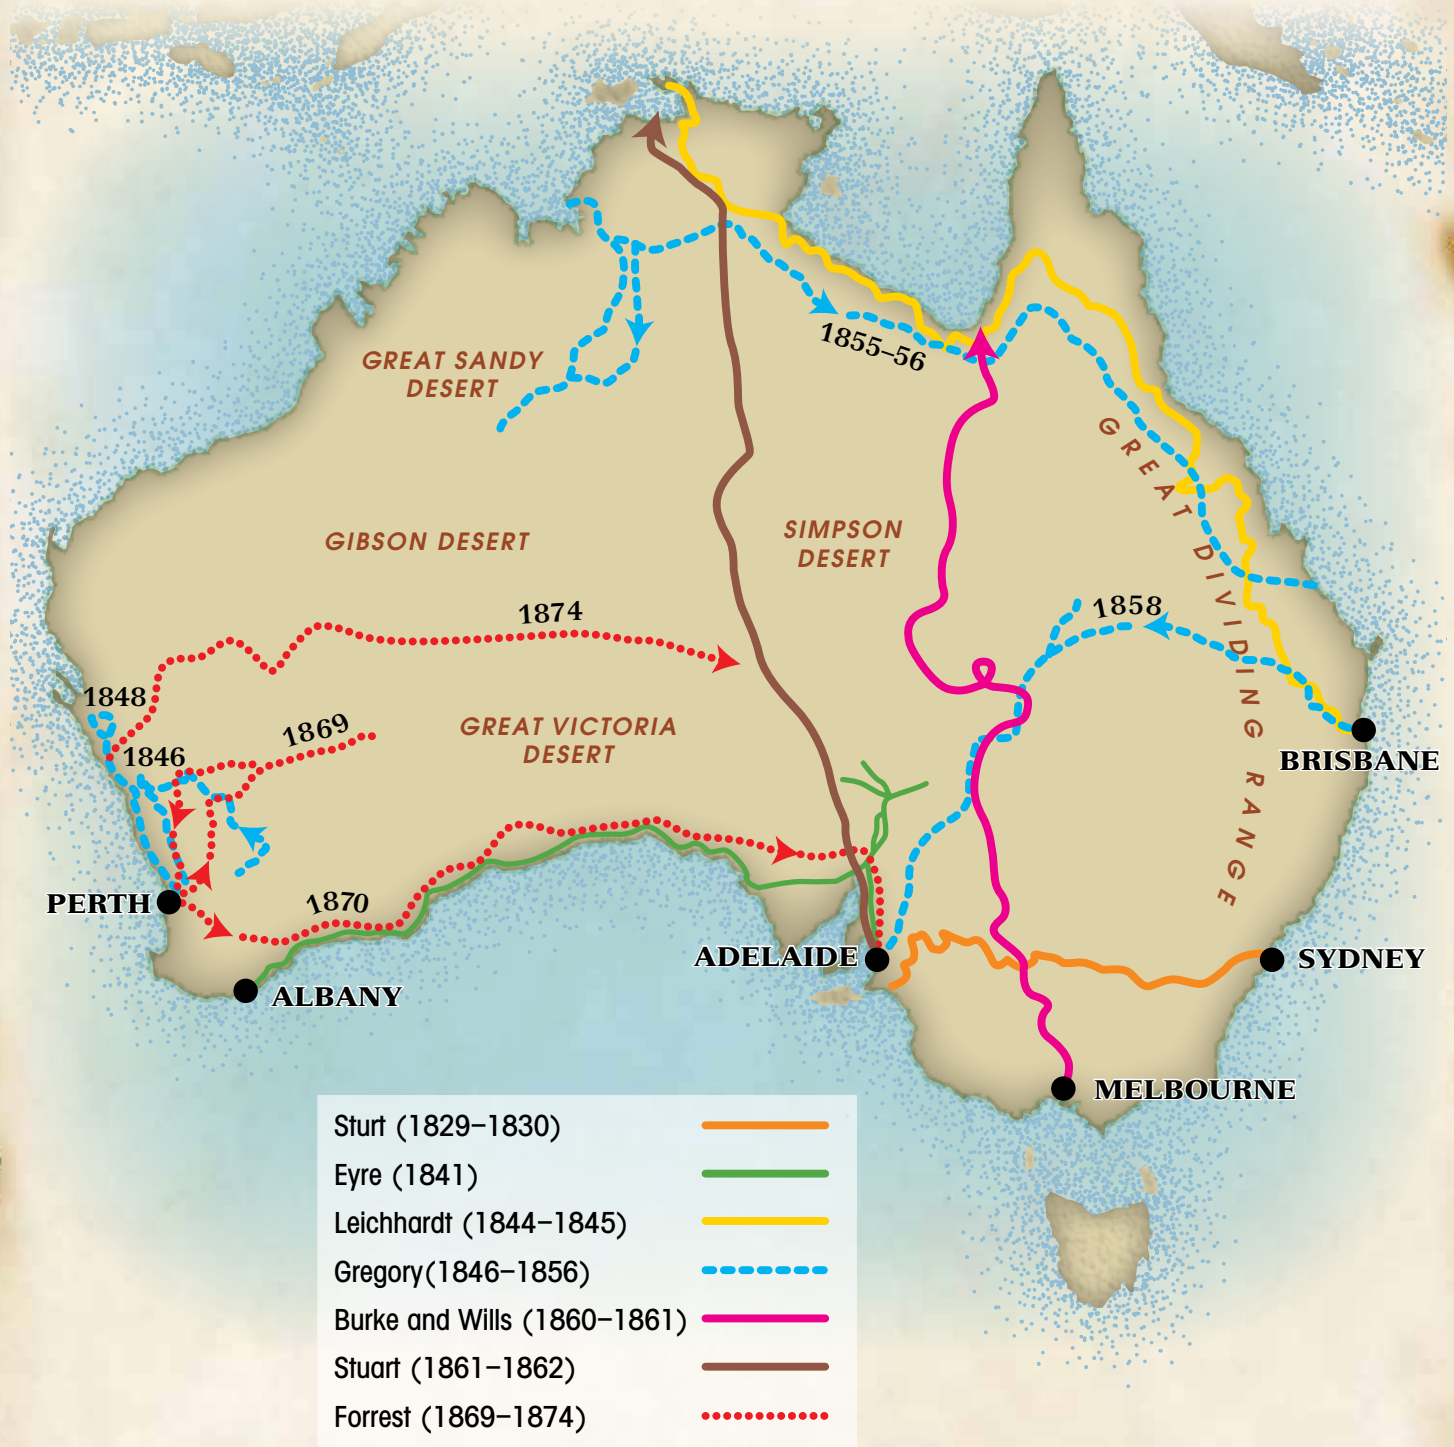 1855–56
GREAT SANDY
DESERT
GREAT DIVIDING RANGE
GIBSON DESERT
SIMPSON
DESERT
1874
1858
1848
1869
GREAT VICTORIA
DESERT
1846
BRISBANE
PERTH
1870
ADELAIDE
SYDNEY
ALBANY
MELBOURNE
Sturt (1829–1830)
Eyre (1841)
Leichhardt (1844–1845)
Gregory(1846–1856)
Burke and Wills (1860–1861)
Stuart (1861–1862)
Forrest (1869–1874)